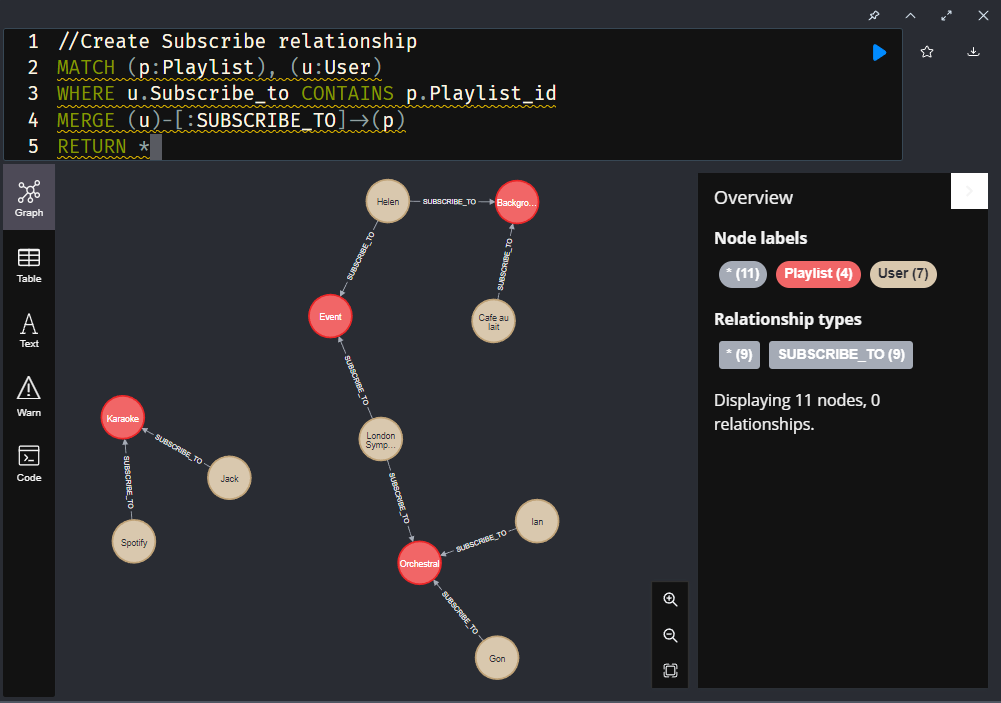 1 //Create Subscribe relationship
2 MATCH (p:Playlist), (u:User)
3 WHERE u.Subscribe_to CONTAINS p.Playlist_id
4 MERGE (u)-[:SUBSCRIBE_TO]->(p)
5 RETURN *
Graph
Table
Text
Warn
Code
Helen
SUBSCRIBE_TO
Backgro...
SUBSCRIBE_TO
SUBSCRIBE_TO
Event
Cafe au
lait
SUBSCRIBE_TO
Karaoke
SUBSCRIBE_TO
London
Symp...
SUBSCRIBE_TO
Jack
SUBSCRIBE_TO
Spotify
Ian
SUBSCRIBE_TO
Orchestral
SUBSCRIBE_TO
Gon
Overview
Node labels
* (11) Playlist (4) User (7)
Relationship types
* (9) SUBSCRIBE_TO (9)
Displaying 11 nodes, 0
relationships.